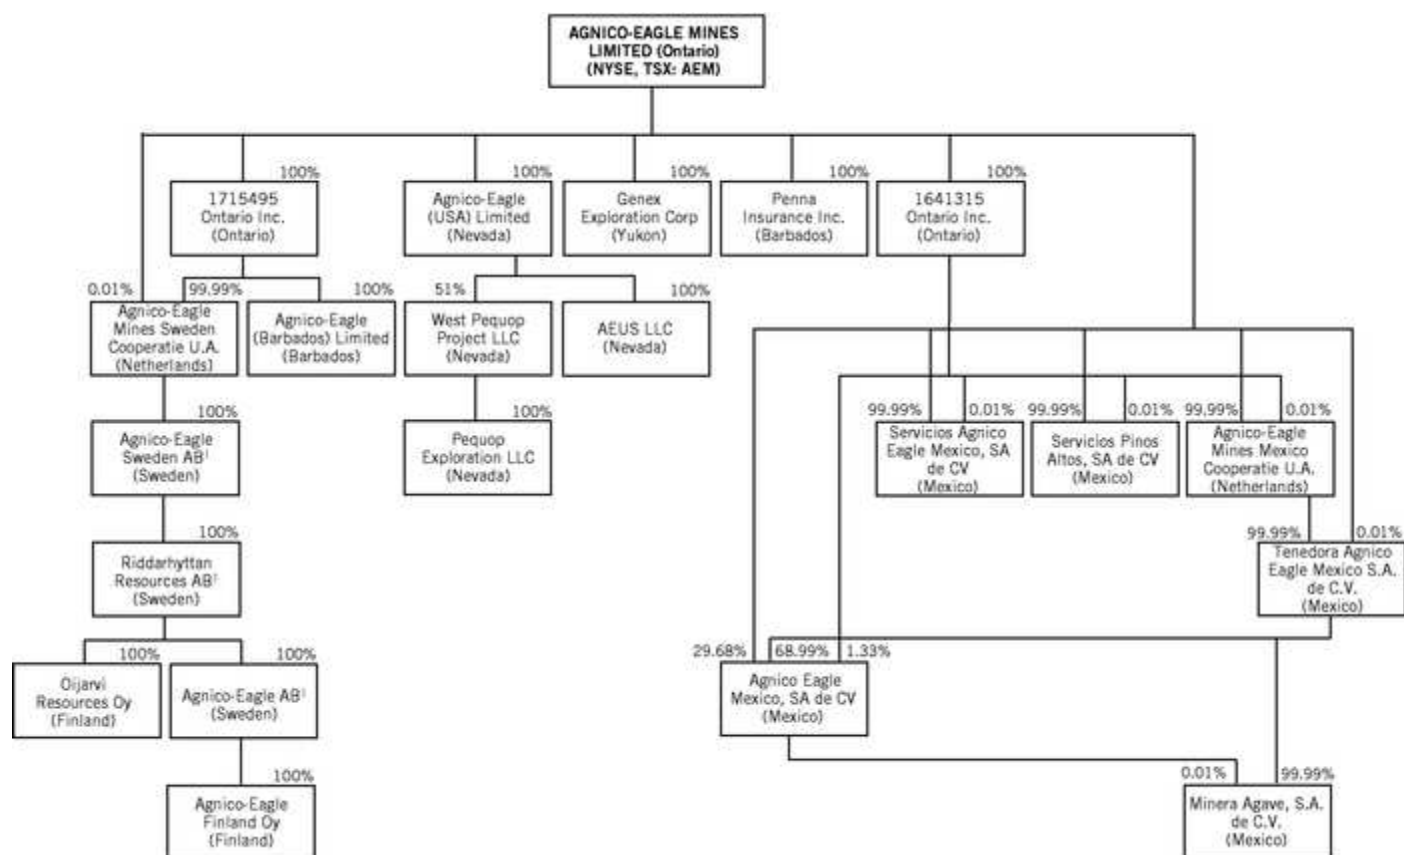 AGNICO-EAGLE MINES
LIMITED (Ontario)
(NYSE, TSX: AEM)
100%
1715495
Ontario Inc.
(Ontario)
100%
Agnico-Eagle
(USA) Limited
(Nevada)
100%
Genex
Exploration Corp
(Yukon)
100%
Penna
Insurance Inc.
(Barbados)
100%
1641315
Ontario Inc.
(Ontario)
0.01%
99.99%
Agnico-Eagle
Mines Sweden
Cooperatie U.A.
(Netherlands)
100%
Agnico-Eagle
(Barbados) Limited
(Barbados)
51%
West Pequop
Project LLC
(Nevada)
100%
AEUS LLC
(Nevada)
100%
Agnico-Eagle
Sweden AB¹
(Sweden)
100%
Pequop
Exploration LLC
(Nevada)
99.99%
0.01%
Servicios Agnico
Eagle Mexico, SA
de CV
(Mexico)
99.99%
0.01%
Servicios Pinos
Altos, SA de CV
(Mexico)
99.99%
0.01%
Agnico-Eagle
Mines Mexico
Cooperatie U.A.
(Netherlands)
100%
Riddarhyttan
Resources AB¹
(Sweden)
99.99%
0.01%
Tenedora Agnico
Eagle Mexico S.A.
de C.V.
(Mexico)
100%
Oijarvi
Resources Oy
(Finland)
100%
Agnico-Eagle AB¹
(Sweden)
29.68%
68.99%
1.33%
Agnico Eagle
Mexico, SA de CV
(Mexico)
100%
Agnico-Eagle
Finland Oy
(Finland)
0.01%
99.99%
Minera Agave, S.A.
de C.V.
(Mexico)